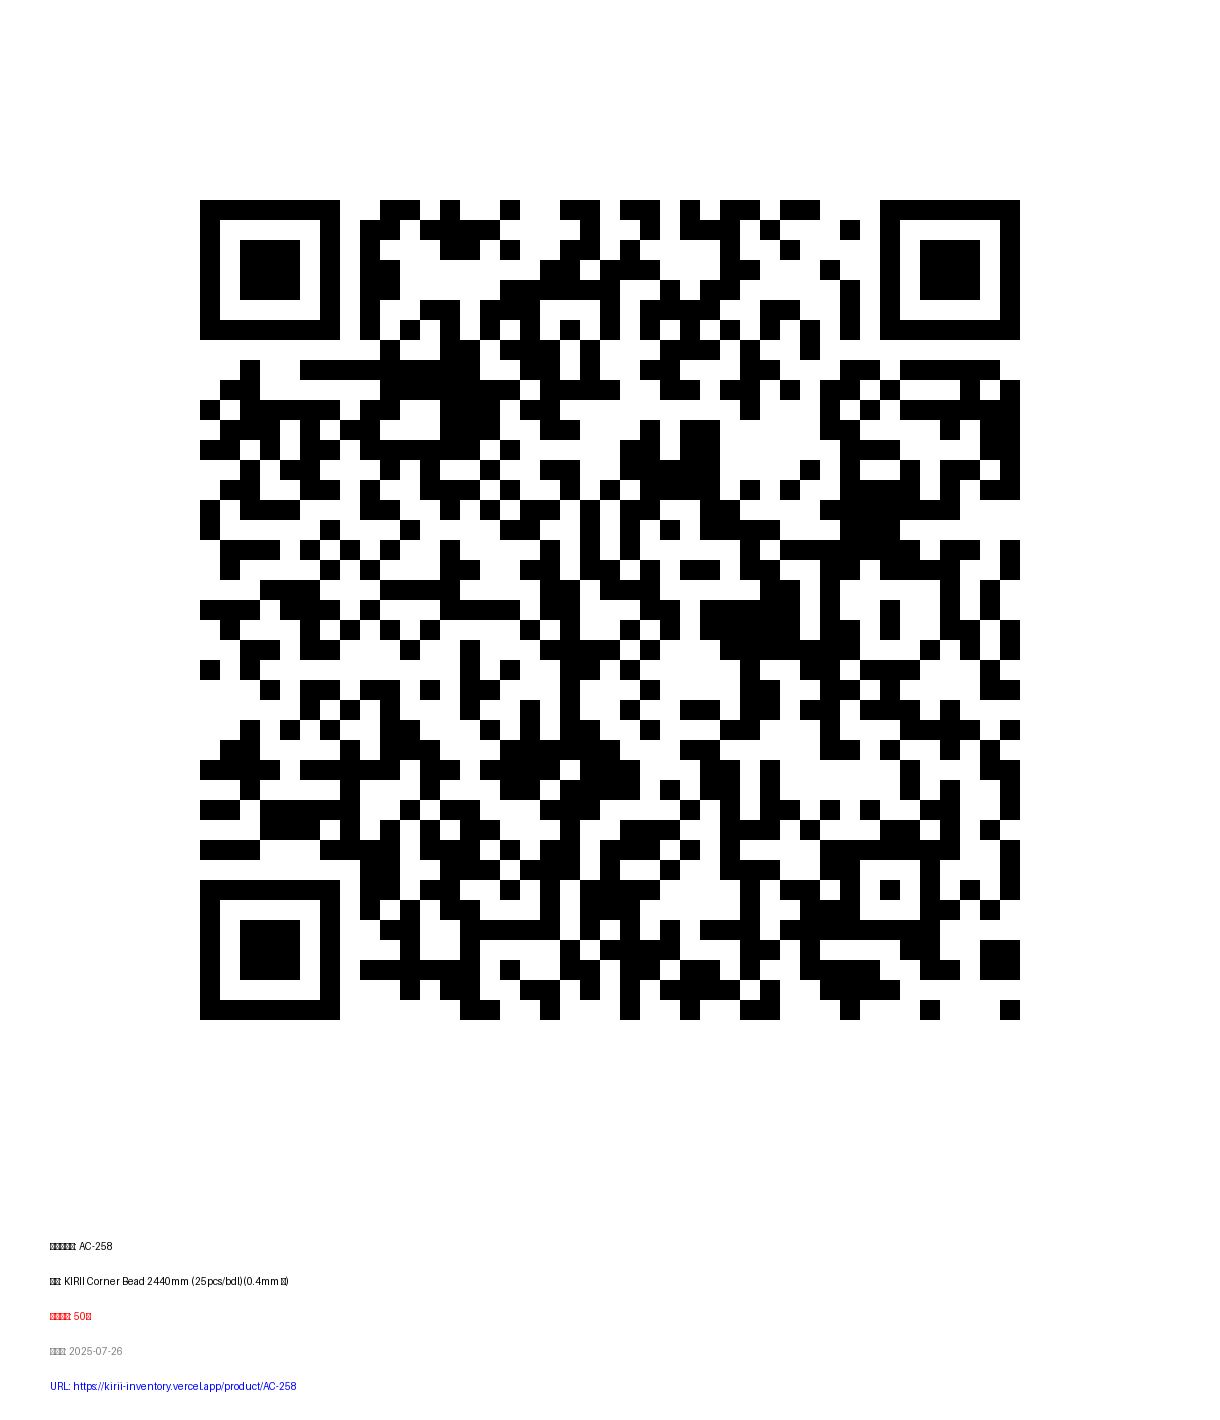 : AC-258
: KIRII Corner Bead 2440mm (25pcs/bdl)(0.4mm )
: 50
: 2025-07-26
URL: https://kirii-inventory.vercel.app/product/AC-258